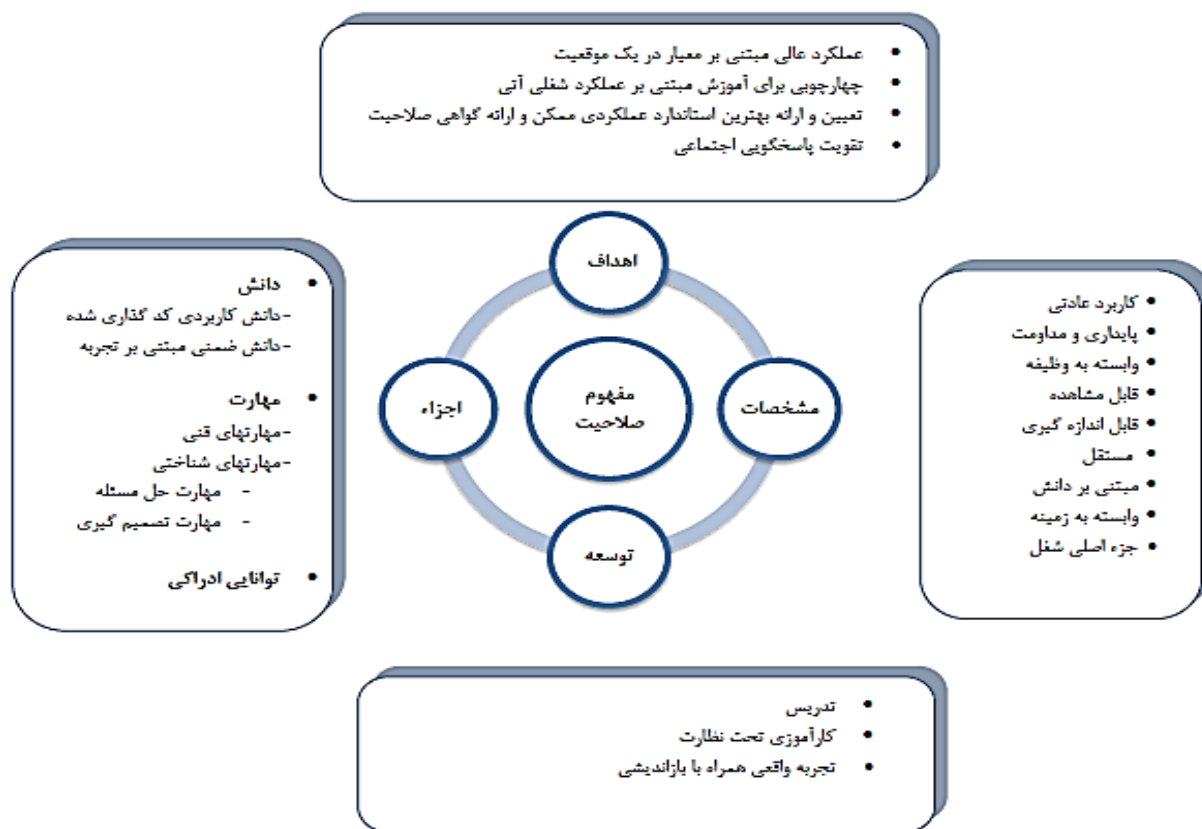 • عملکرد عالی مبتنی بر معیار در یک موقعیت
• چهارچوبی برای آموزش مبتنی بر عملکرد شغلی آتی
• تعیین و ارائه بهترین استاندارد عملکردی ممکن و ارائه گواهی صلاحیت
• تقویت پاسخگویی اجتماعی
اهداف
مشخصات
مفهوم
صلاحیت
اجزاء
توسعه
• کاربرد عادتی
• پایداری و مداومت
• وابسته به وظیفه
• قابل مشاهده
• قابل اندازه گیری
• مستقل
• مبتنی بر دانش
• وابسته به زمینه
• جزء اصلی شغل
• دانش
-دانش کاربردی کد گذاری شده
-دانش ضمنی مبتنی بر تجربه
• مهارت
-مهارتهای فنی
-مهارتهای شناختی
- مهارت حل مسئله
- مهارت تصمیم گیری
• توانایی ادراکی
• تدریس
• کارآموزی تحت نظارت
• تجربه واقعی همراه با بازاندیشی